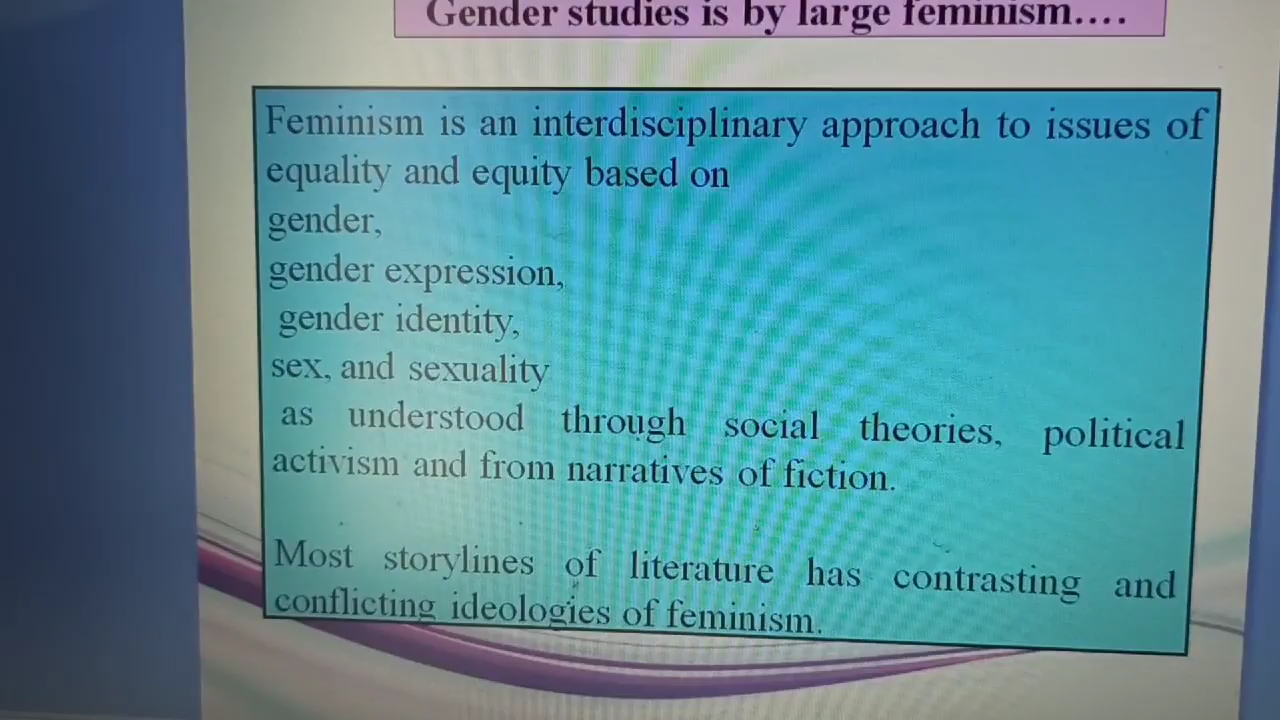 Gender studies is by large feminism....
Feminism is an interdisciplinary approach to issues of
equality and equity based on
gender,
gender expression,
gender identity,
sex, and sexuality
as understood through social theories, political
activism and from narratives of fiction.
Most storylines of literature has contrasting and
conflicting ideologies of feminism.